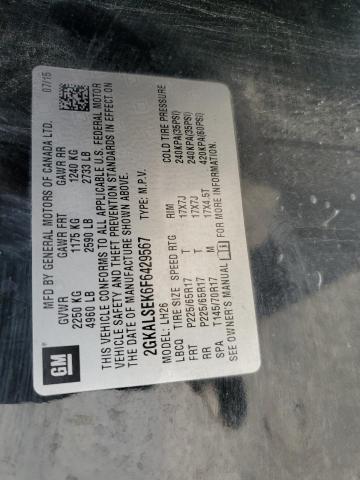 07/15
MFD BY GENERAL MOTORS OF CANADA LTD.
GVWR GAWR FRT GAWR RR
2250 KG 1175 KG 1240 KG
4960 LB 2590 LB 2733 LB
THIS VEHICLE CONFORMS TO ALL APPLICABLE U.S. FEDERAL MOTOR
VEHICLE SAFETY AND THEFT PREVENTION STANDARDS IN EFFECT ON
THE DATE OF MANUFACTURE SHOWN ABOVE.
2GKALSEK6F6429567 TYPE: M.P.V.
MODEL: LH26
LBCQ TIRE SIZE SPEED RTG RIM COLD TIRE PRESSURE
FRT P225/65R17 T 17X7J 240KPA(35PSI)
RR P225/65R17 T 17X7J 240KPA(35PSI)
SPA T145/70R17 M 17X4.5T 420KPA(60PSI)
SEE OWNER'S MANUAL
GM